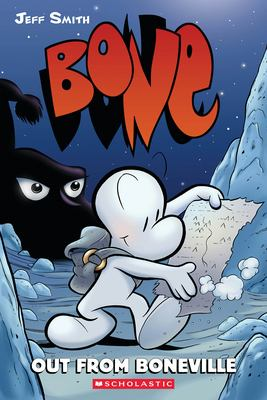 JEFF SMITH
BONE
OUT FROM BONEVILLE
SCHOLASTIC